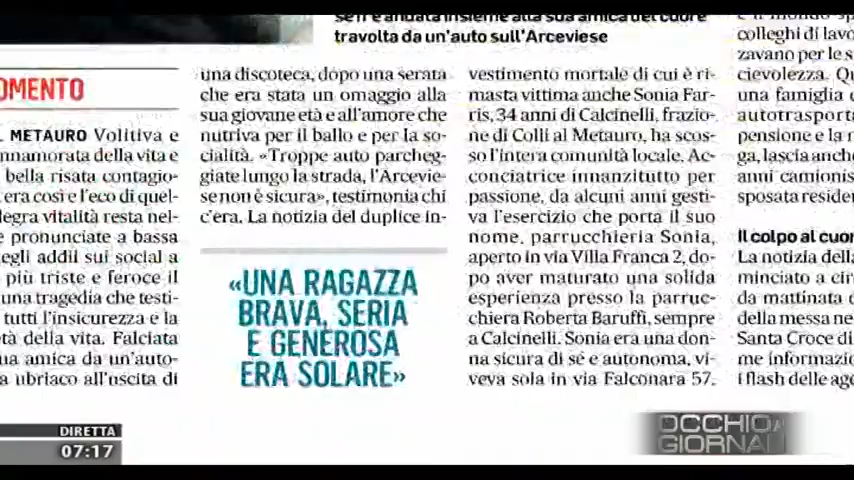 se n'è andata insieme alla sua amica del cuore
travolta da un'auto sull'Arceviese
OMENTO
METAURO Volitiva e
nnamorata della vita e
bella risata contagio-
era così e l'eco di quel-
legra vitalità resta nel-
e pronunciate a bassa
egli addii sui social a
più triste e feroce il
una tragedia che testi-
tutti l'insicurezza e la
età della vita. Falciata
ua amica da un'auto-
a ubriaco all'uscita di
una discoteca, dopo una serata
che era stata un omaggio alla
sua giovane età e all'amore che
nutriva per il ballo e per la so-
cialità. «Troppe auto parcheg-
giate lungo la strada, l'Arcevie-
se non è sicura», testimonia chi
c'era. La notizia del duplice in-
«UNA RAGAZZA
BRAVA, SERIA
E GENEROSA
ERA SOLARE»
vestimento mortale di cui è ri-
masta vittima anche Sonia Far-
ris, 34 anni di Calcinelli, frazio-
ne di Colli al Metauro, ha scos-
so l'intera comunità locale. Ac-
conciatrice innanzitutto per
passione, da alcuni anni gesti-
va l'esercizio che porta il suo
nome, parrucchieria Sonia,
aperto in via Villa Franca 2, do-
po aver maturato una solida
esperienza presso la parruc-
chiera Roberta Baruffi, sempre
a Calcinelli. Sonia era una don-
na sicura di sé e autonoma, vi-
veva sola in via Falconara 57,
e il mondo sp
colleghi di lavo
zavano per le s
cievolezza. Qu
una famiglia
autotrasporta
pensione e la
ga, lascia anche
anni camionis
sposata resider
Il colpo al cuor
La notizia della
minciato a cir
da mattinata d
della messa ne
Santa Croce di
me informazio
i flash delle age
DIRETTA
07:17
OCCHIO AI
GIORNALI